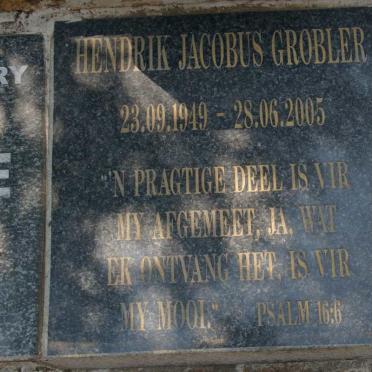 RY
E
HENDRIK JACOBUS GROBLER
23.09.1949 - 28.06.2005
"'N PRAGTIGE DEEL IS VIR
MY AFGEMEET, JA, WAT
EK ONTVANG HET, IS VIR
MY MOOI." PSALM 16:6